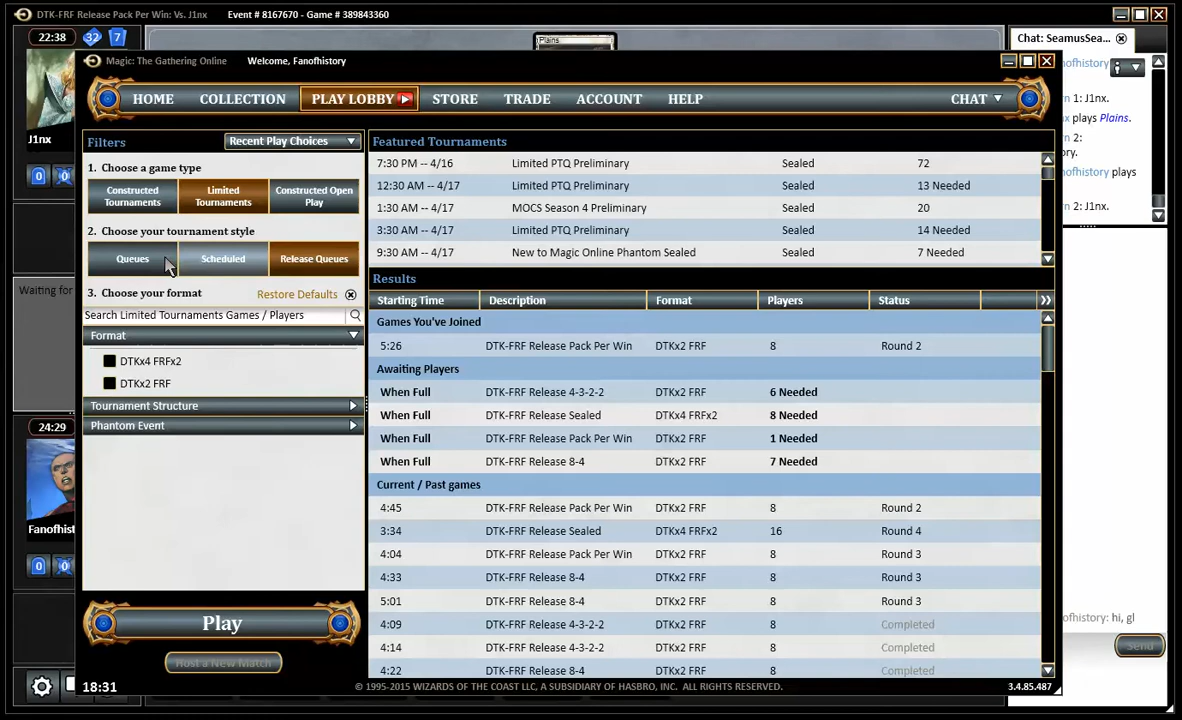 DTK-FRF Release Pack Per Win: Vs. J1nx Event # 8167670 - Game # 389843360
22:38 32 7
Plains
Chat: SeamusSea...
J1nx
0 0
Magic: The Gathering Online Welcome, Fanofhistory
HOME COLLECTION PLAY LOBBY STORE TRADE ACCOUNT HELP CHAT
Filters Recent Play Choices
1. Choose a game type
Constructed Tournaments Limited Tournaments Constructed Open Play
2. Choose your tournament style
Queues Scheduled Release Queues
3. Choose your format Restore Defaults
Search Limited Tournaments Games / Players
Format
DTKx4 FRFx2
DTKx2 FRF
Tournament Structure
Phantom Event
Play
Host a New Match
18:31
Featured Tournaments
7:30 PM -- 4/16 Limited PTQ Preliminary Sealed 72
12:30 AM -- 4/17 Limited PTQ Preliminary Sealed 13 Needed
1:30 AM -- 4/17 MOCS Season 4 Preliminary Sealed 20
3:30 AM -- 4/17 Limited PTQ Preliminary Sealed 14 Needed
9:30 AM -- 4/17 New to Magic Online Phantom Sealed Sealed 7 Needed
Results
Starting Time Description Format Players Status
Games You've Joined
5:26 DTK-FRF Release Pack Per Win DTKx2 FRF 8 Round 2
Awaiting Players
When Full DTK-FRF Release 4-3-2-2 DTKx2 FRF 6 Needed
When Full DTK-FRF Release Sealed DTKx4 FRFx2 8 Needed
When Full DTK-FRF Release Pack Per Win DTKx2 FRF 1 Needed
When Full DTK-FRF Release 8-4 DTKx2 FRF 7 Needed
Current / Past games
4:45 DTK-FRF Release Pack Per Win DTKx2 FRF 8 Round 2
3:34 DTK-FRF Release Sealed DTKx4 FRFx2 16 Round 4
4:04 DTK-FRF Release Pack Per Win DTKx2 FRF 8 Round 3
4:33 DTK-FRF Release 8-4 DTKx2 FRF 8 Round 3
5:01 DTK-FRF Release 8-4 DTKx2 FRF 8 Round 3
4:09 DTK-FRF Release 4-3-2-2 DTKx2 FRF 8 Completed
4:14 DTK-FRF Release 4-3-2-2 DTKx2 FRF 8 Completed
4:22 DTK-FRF Release 8-4 DTKx2 FRF 8 Completed
© 1995-2015 WIZARDS OF THE COAST LLC, A SUBSIDIARY OF HASBRO, INC. ALL RIGHTS RESERVED. 3.4.85.487
Waiting for
24:29
Fanofhist
0 0
ofhistory
n 1: J1nx.
nx plays Plains.
n 2:
ory.
ofhistory plays
n 2: J1nx.
ofhistory: hi, gl
Send